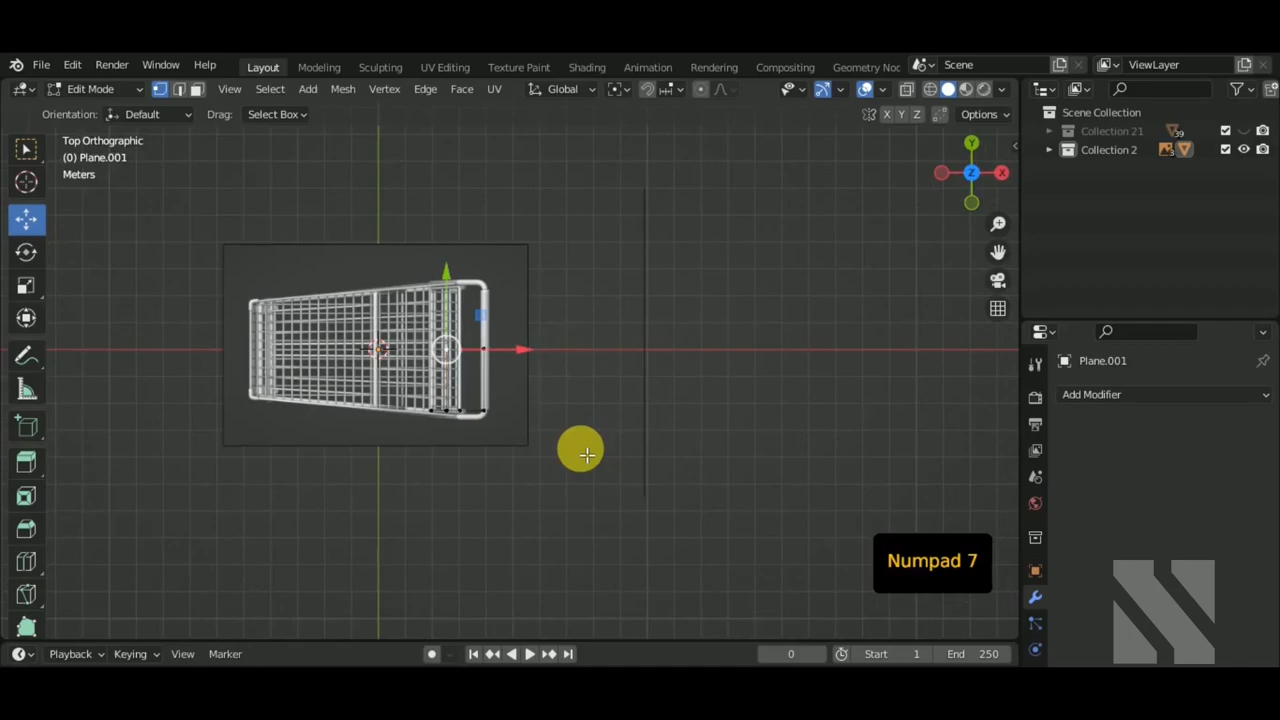 File Edit Render Window Help Layout Modeling Sculpting UV Editing Texture Paint Shading Animation Rendering Compositing Geometry Noc Scene ViewLayer
Edit Mode View Select Add Mesh Vertex Edge Face UV Global
Orientation: Default Drag: Select Box X Y Z Options
Scene Collection
Collection 21 39
Collection 2 3
Top Orthographic
(0) Plane.001
Meters
Y
Z X
Plane.001
Add Modifier
Numpad 7
Playback Keying View Marker 0 Start 1 End 250